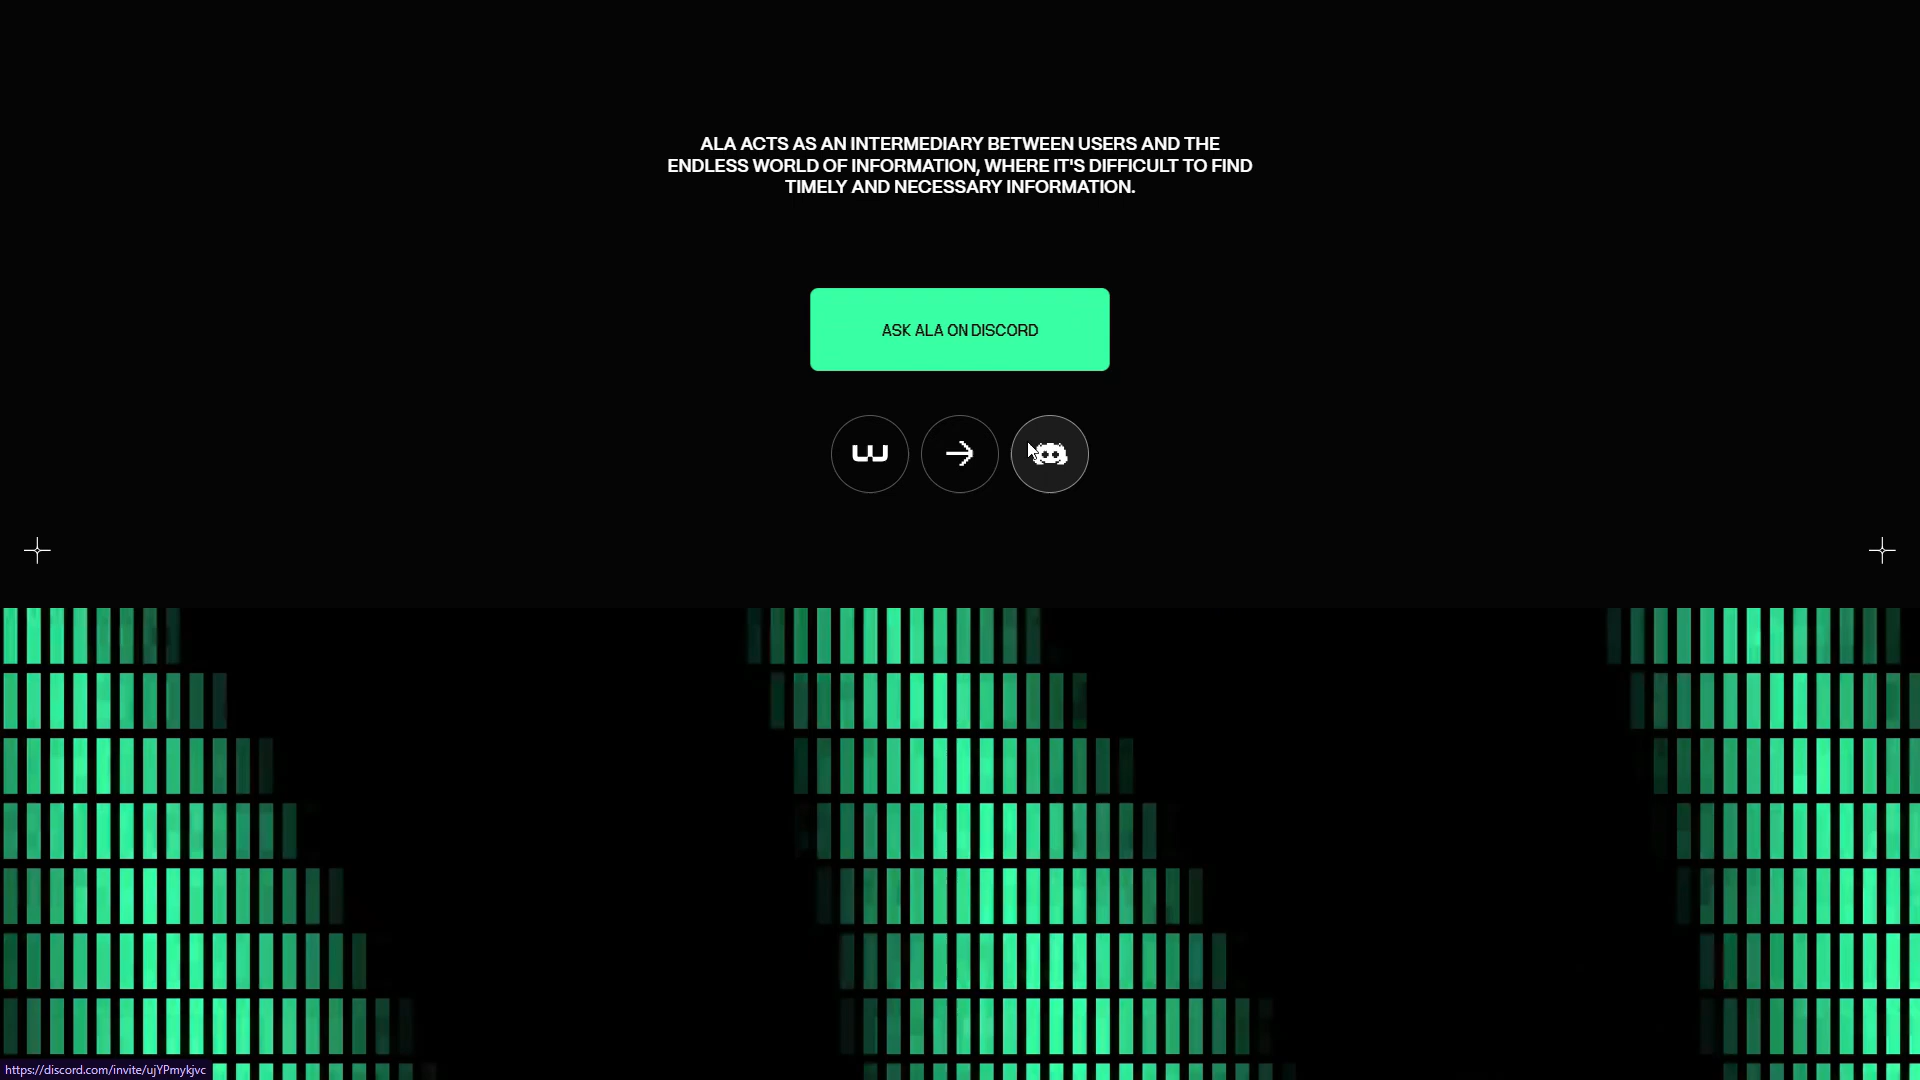 ALA ACTS AS AN INTERMEDIARY BETWEEN USERS AND THE
ENDLESS WORLD OF INFORMATION, WHERE IT'S DIFFICULT TO FIND
TIMELY AND NECESSARY INFORMATION.
ASK ALA ON DISCORD
https://discord.com/invite/ujYPmykjvc